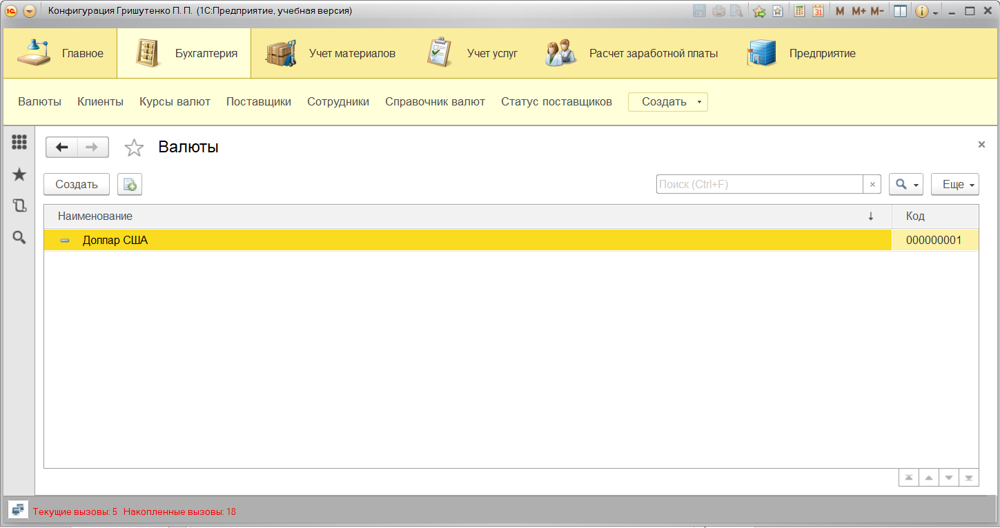 Конфигурация Гришутенко П. П. (1С:Предприятие, учебная версия)
31 M M+ M-
Главное Бухгалтерия Учет материалов Учет услуг Расчет заработной платы Предприятие
Валюты Клиенты Курсы валют Поставщики Сотрудники Справочник валют Статус поставщиков Создать
Валюты
Создать Поиск (Ctrl+F) Еще
Наименование Код
Доллар США 000000001
Текущие вызовы: 5 Накопленные вызовы: 18